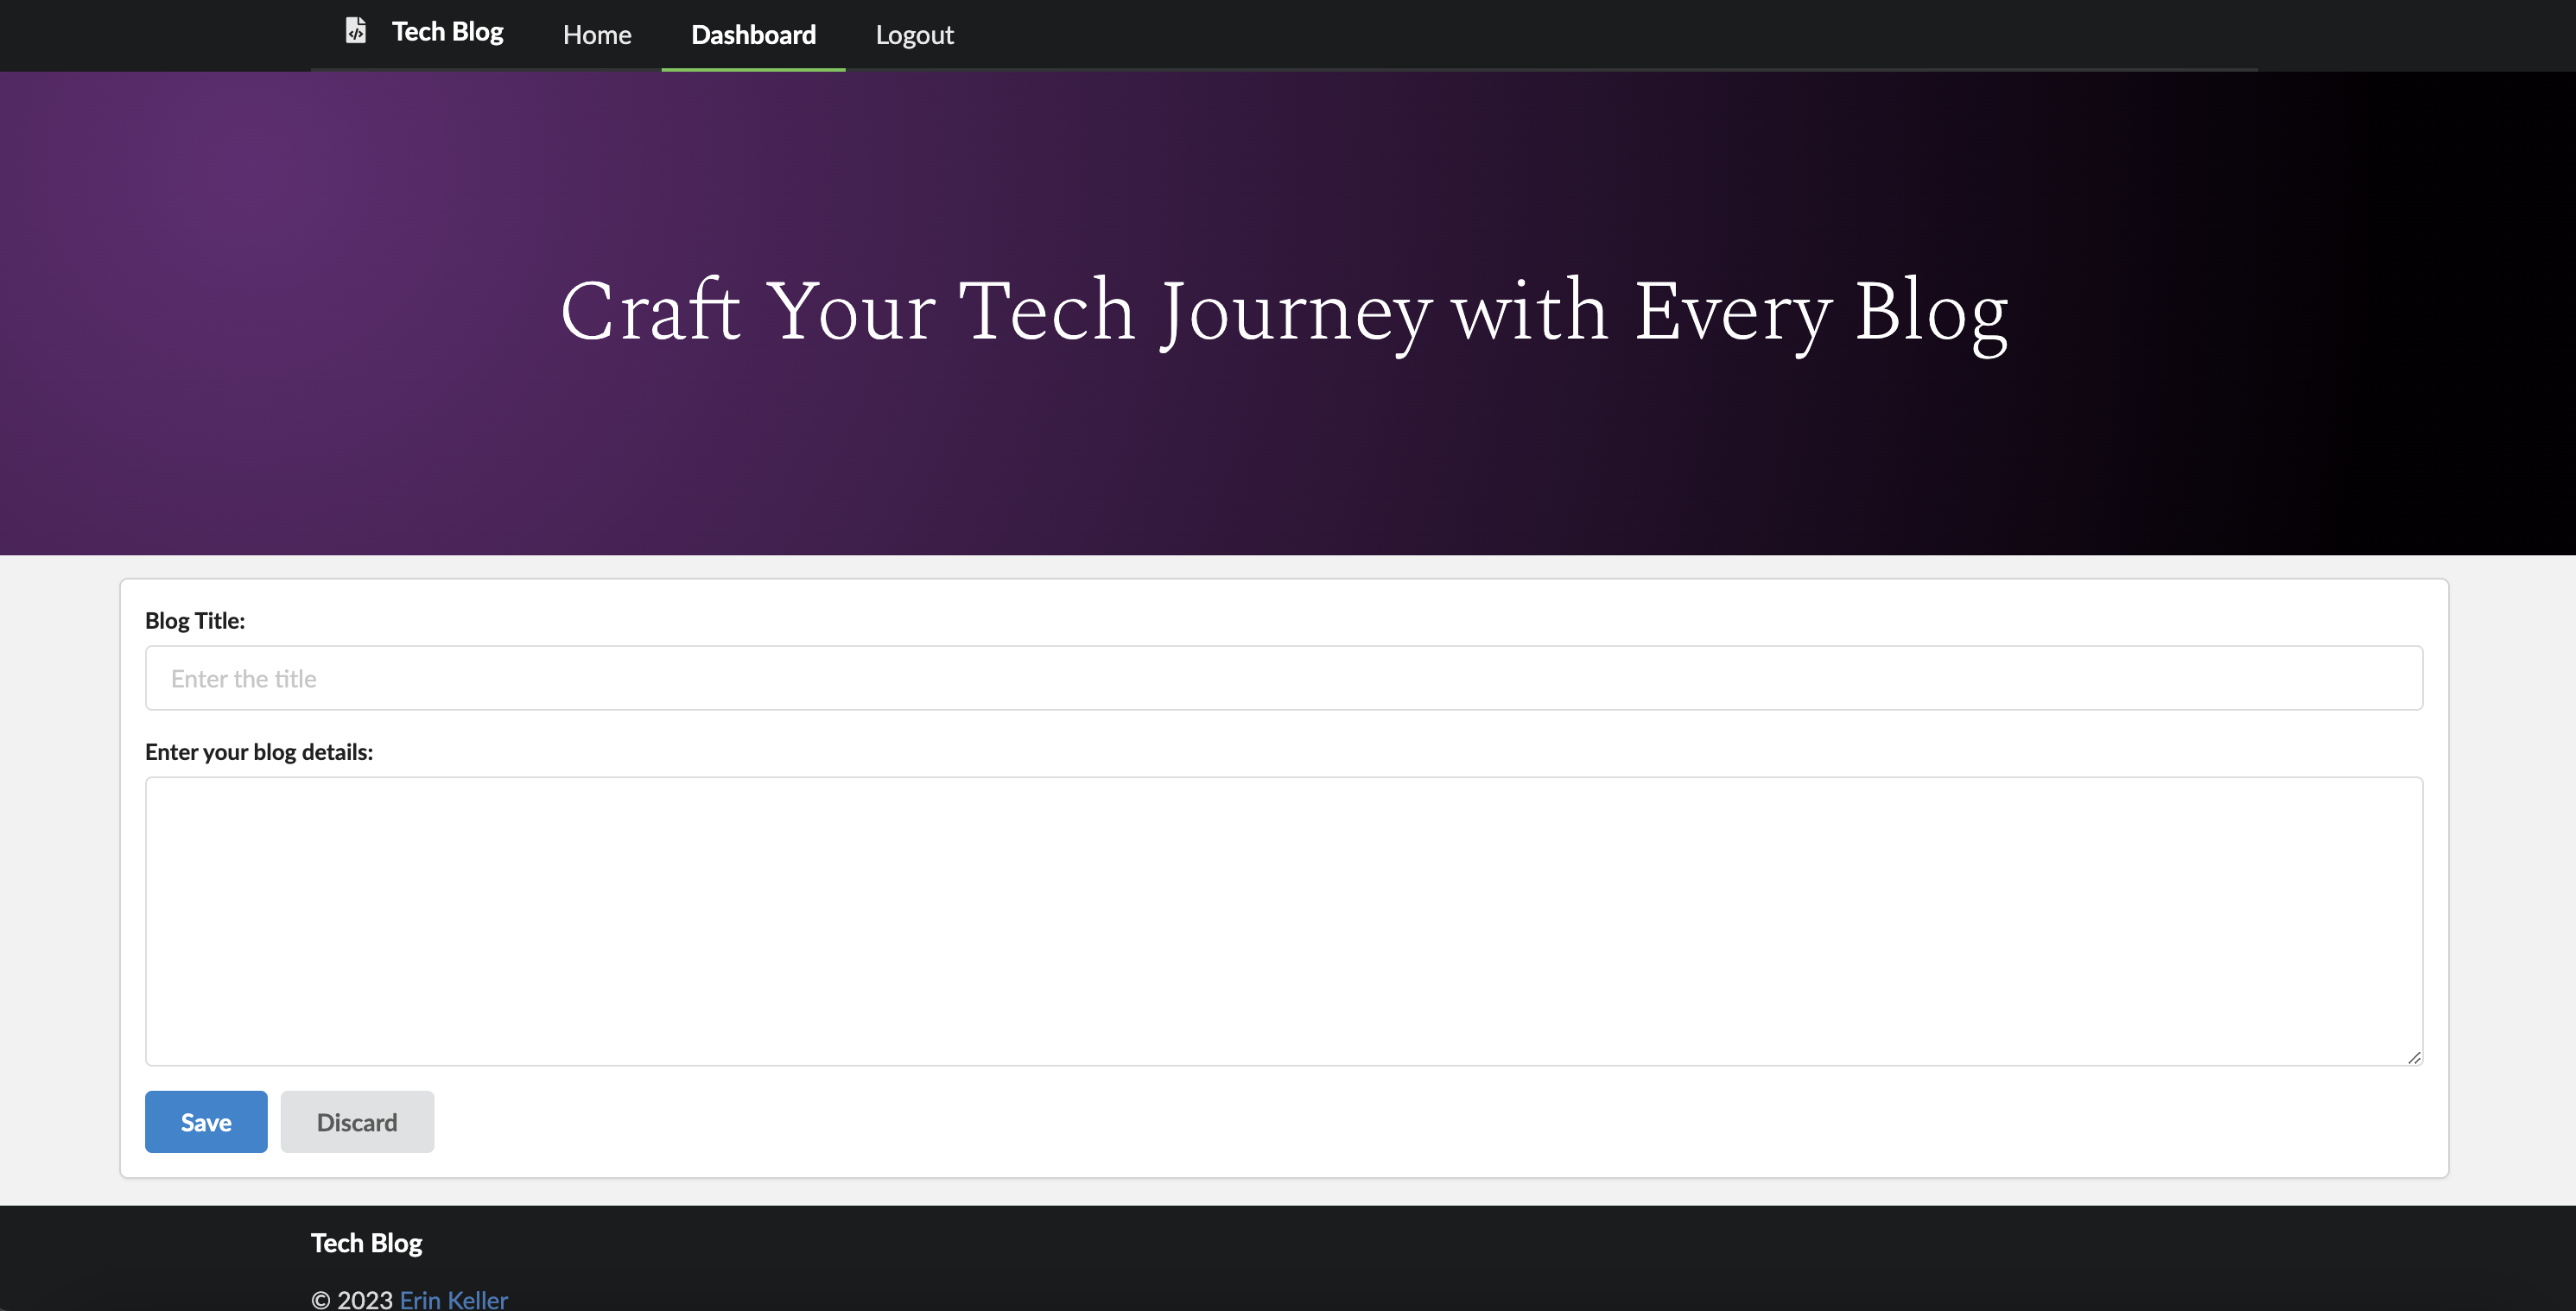 Tech Blog Home Dashboard Logout
Craft Your Tech Journey with Every Blog
Blog Title:
Enter the title
Enter your blog details:
Save Discard
Tech Blog
© 2023 Erin Keller